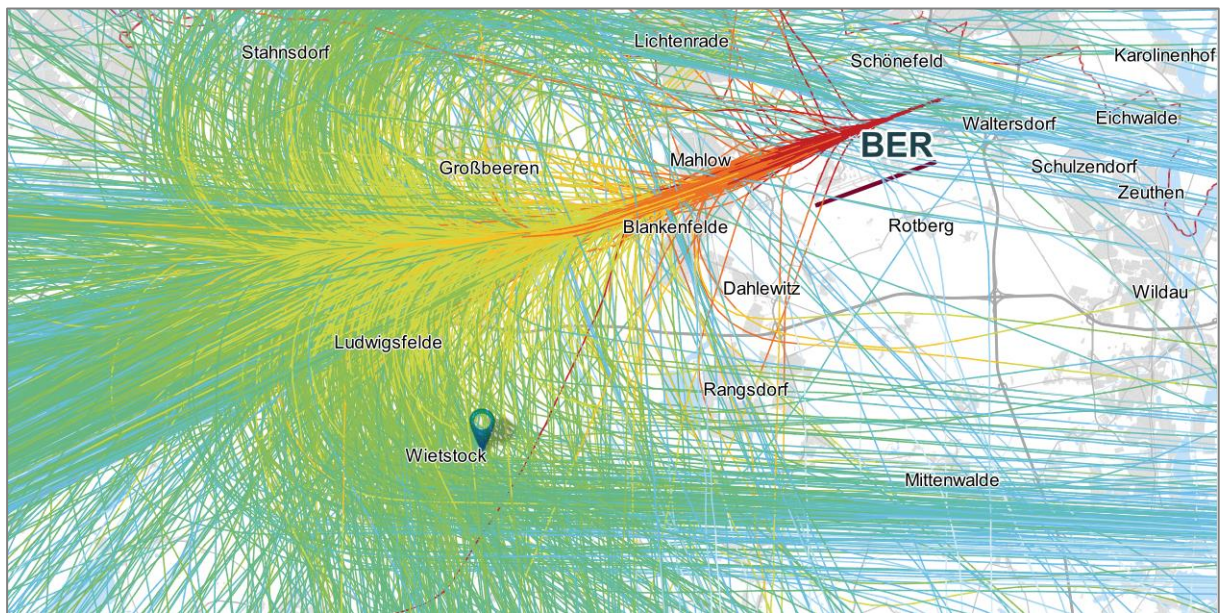 Stahnsdorf
Lichtenrade
Schönefeld
Karolinenhof
Waltersdorf
Eichwalde
BER
Großbeeren
Mahlow
Schulzendorf
Zeuthen
Blankenfelde
Rotberg
Dahlewitz
Wildau
Ludwigsfelde
Rangsdorf
Wietstock
Mittenwalde